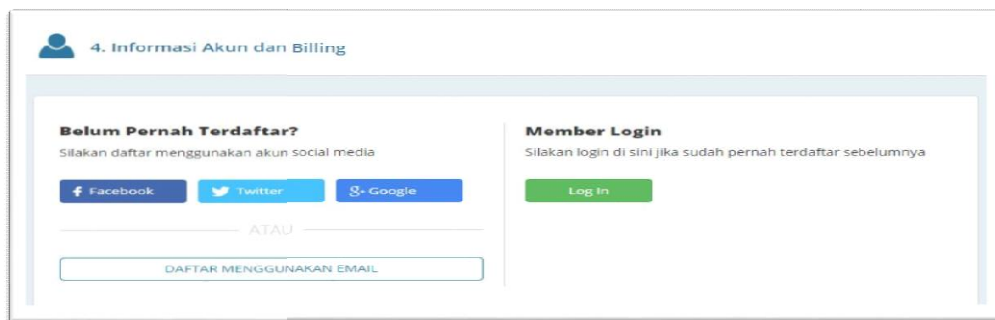 4. Informasi Akun dan Billing
Belum Pernah Terdaftar?
Silakan daftar menggunakan akun social media
Facebook
Twitter
Google
ATAU
DAFTAR MENGGUNAKAN EMAIL
Member Login
Silakan login di sini jika sudah pernah terdaftar sebelumnya
Log In